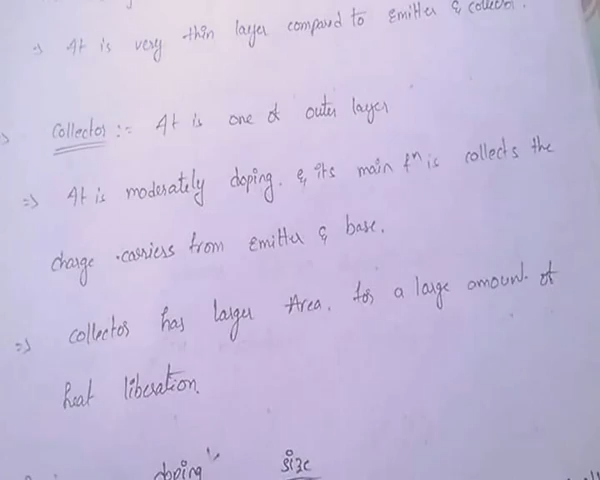 => It is very thin layer compared to Emitter & collector.
Collector :- It is one of outer layer
=> It is moderately doping. & its main fⁿ is collects the
charge carriers from Emitter & base.
=> collector has larger Area. for a large amount of
heat liberation.
doping size